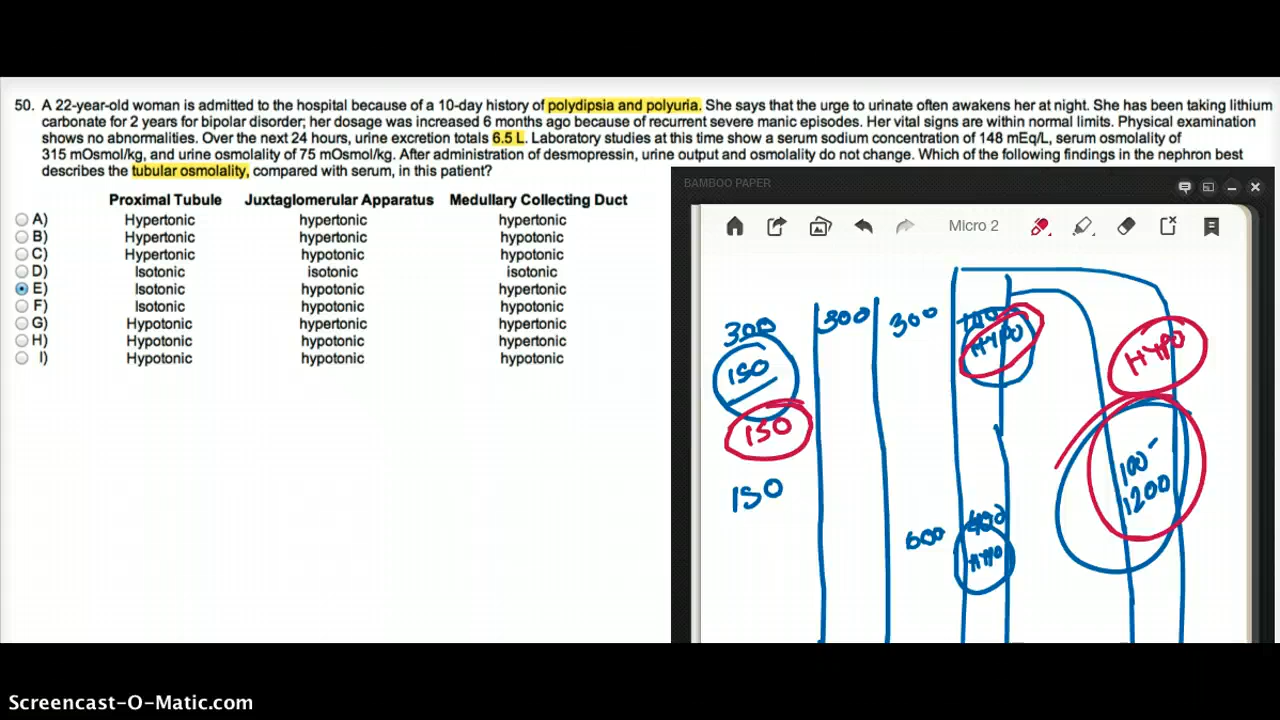 50. A 22-year-old woman is admitted to the hospital because of a 10-day history of polydipsia and polyuria. She says that the urge to urinate often awakens her at night. She has been taking lithium
carbonate for 2 years for bipolar disorder; her dosage was increased 6 months ago because of recurrent severe manic episodes. Her vital signs are within normal limits. Physical examination
shows no abnormalities. Over the next 24 hours, urine excretion totals 6.5 L. Laboratory studies at this time show a serum sodium concentration of 148 mEq/L, serum osmolality of
315 mOsmol/kg, and urine osmolality of 75 mOsmol/kg. After administration of desmopressin, urine output and osmolality do not change. Which of the following findings in the nephron best
describes the tubular osmolality, compared with serum, in this patient?
Proximal Tubule Juxtaglomerular Apparatus Medullary Collecting Duct
A) Hypertonic hypertonic hypertonic
B) Hypertonic hypertonic hypotonic
C) Hypertonic hypotonic hypotonic
D) Isotonic isotonic isotonic
E) Isotonic hypotonic hypertonic
F) Isotonic hypotonic hypotonic
G) Hypotonic hypertonic hypertonic
H) Hypotonic hypotonic hypertonic
I) Hypotonic hypotonic hypotonic
BAMBOO PAPER
Micro 2
300 300 300 100
ISO HYPO HYPO
ISO
ISO
100-
1200
600 400
HYPO
Screencast-O-Matic.com